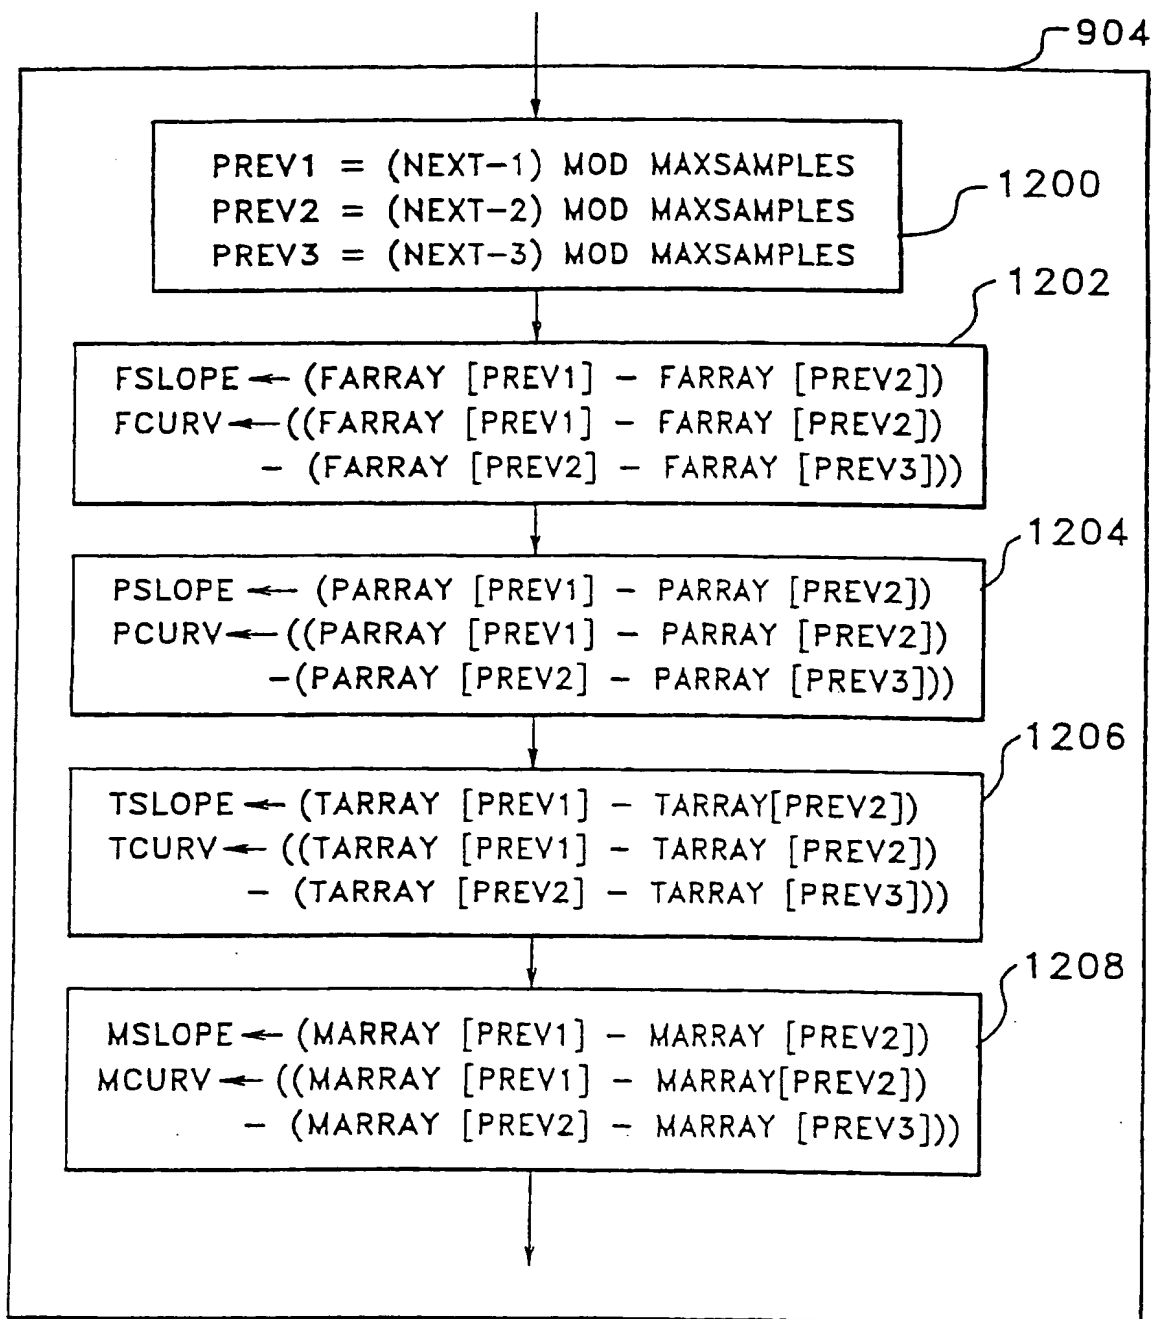 904
PREV1 = (NEXT-1) MOD MAXSAMPLES
PREV2 = (NEXT-2) MOD MAXSAMPLES
PREV3 = (NEXT-3) MOD MAXSAMPLES
1200
1202
FSLOPE ← (FARRAY [PREV1] - FARRAY [PREV2])
FCURV ← ((FARRAY [PREV1] - FARRAY [PREV2])
- (FARRAY [PREV2] - FARRAY [PREV3]))
1204
PSLOPE ← (PARRAY [PREV1] - PARRAY [PREV2])
PCURV ← ((PARRAY [PREV1] - PARRAY [PREV2])
-(PARRAY [PREV2] - PARRAY [PREV3]))
1206
TSLOPE ← (TARRAY [PREV1] - TARRAY[PREV2])
TCURV ← ((TARRAY [PREV1] - TARRAY [PREV2])
- (TARRAY [PREV2] - TARRAY [PREV3]))
1208
MSLOPE ← (MARRAY [PREV1] - MARRAY [PREV2])
MCURV ← ((MARRAY [PREV1] - MARRAY[PREV2])
- (MARRAY [PREV2] - MARRAY [PREV3]))